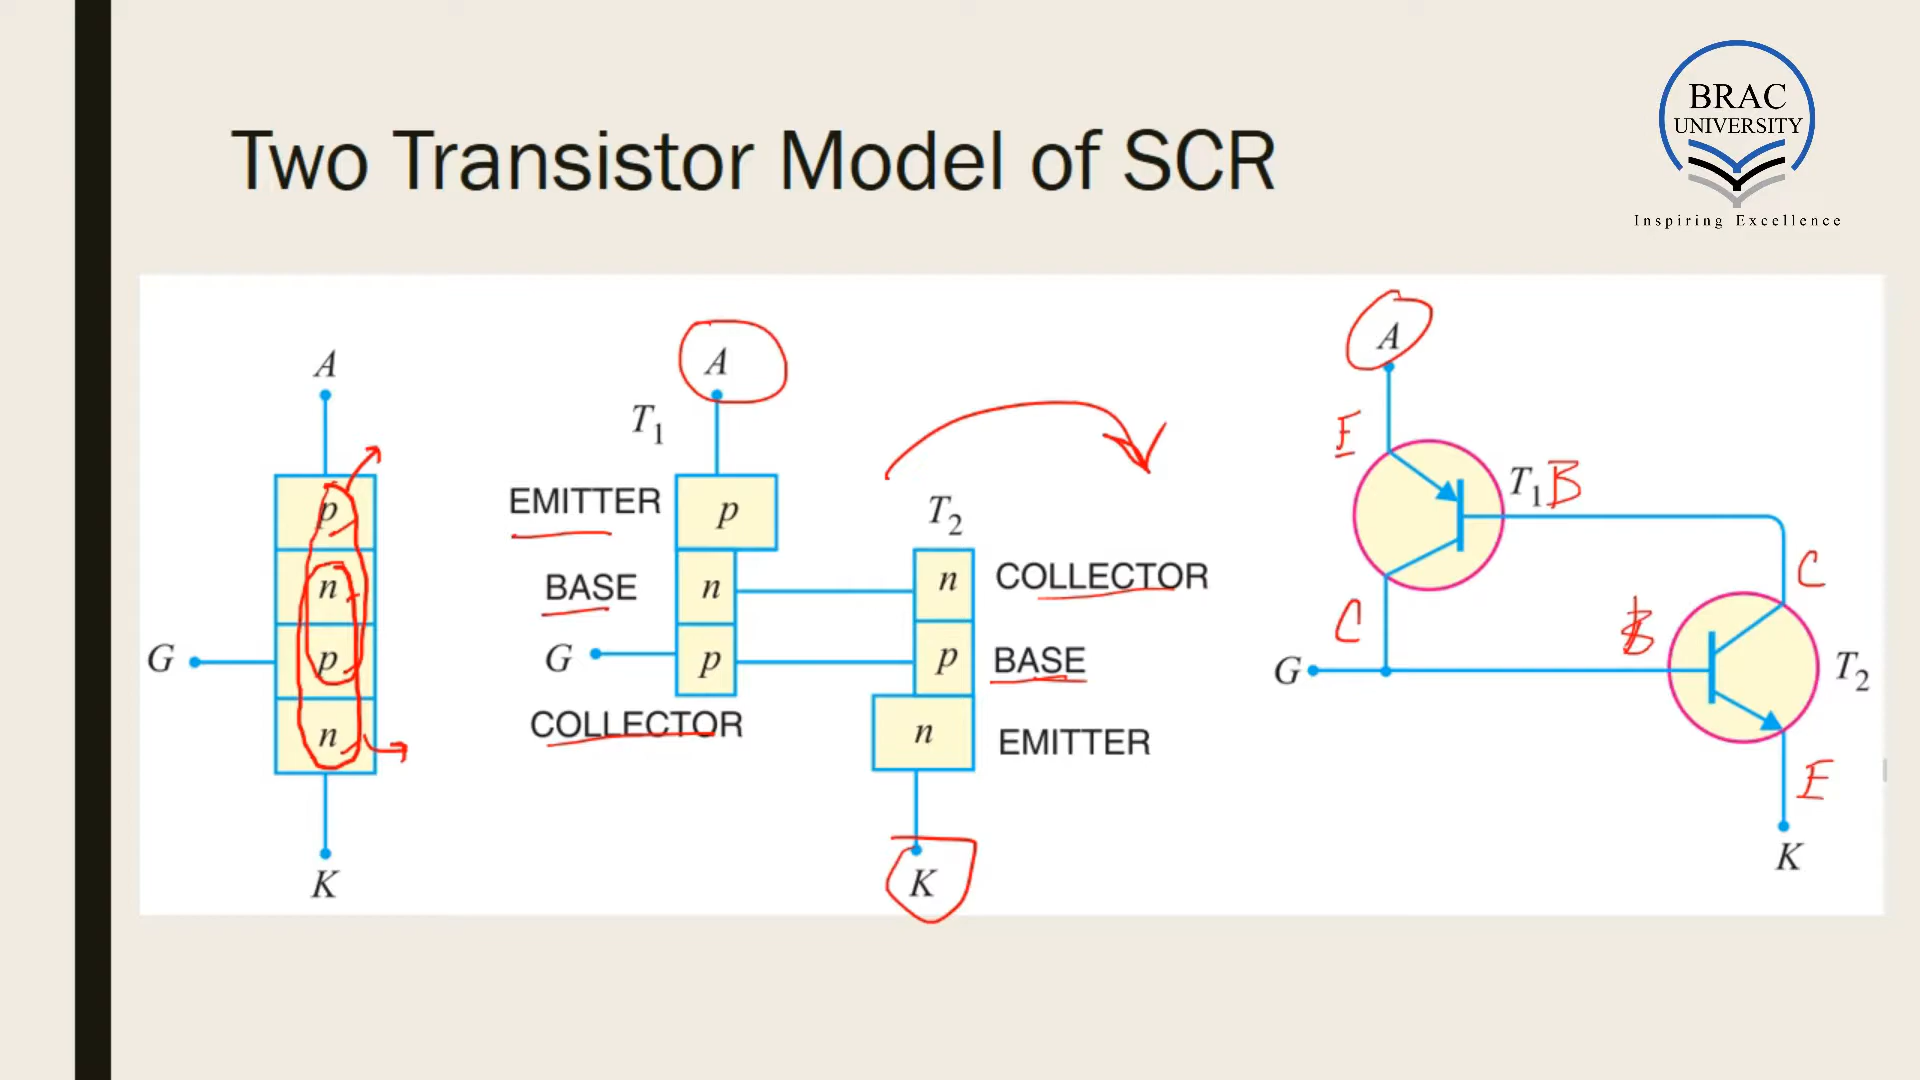 BRAC
UNIVERSITY
Inspiring Excellence
Two Transistor Model of SCR
A
p
n
G
p
n
K
A
T1
EMITTER
p
T2
BASE
n
n
COLLECTOR
G
p
p
BASE
COLLECTOR
n
EMITTER
K
A
E
T1 B
C
C
B
G
T2
E
K